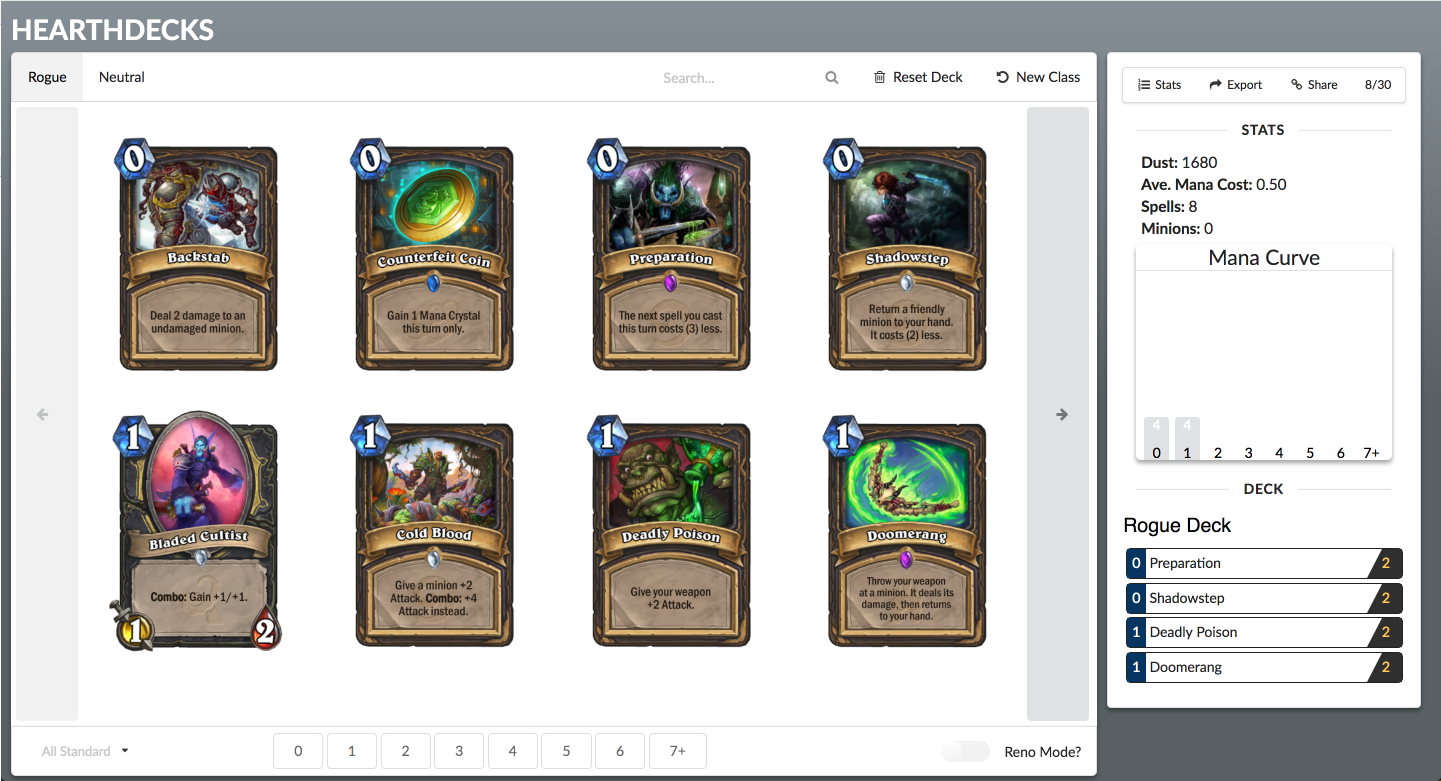 HEARTHDECKS
Rogue
Neutral
Search...
Reset Deck
New Class
0
0
0
0
Backstab
Counterfeit Coin
Preparation
Shadowstep
Deal 2 damage to an
undamaged minion.
Gain 1 Mana Crystal
this turn only.
The next spell you cast
this turn costs (3) less.
Return a friendly
minion to your hand.
It costs (2) less.
1
1
1
1
Bladed Cultist
Cold Blood
Deadly Poison
Doomerang
Combo: Gain +1/+1.
1
2
Give a minion +2
Attack. Combo: +4
Attack instead.
Give your weapon
+2 Attack.
Throw your weapon
at a minion. It deals its
damage, then returns
to your hand.
All Standard
0
1
2
3
4
5
6
7+
Reno Mode?
Stats
Export
Share
8/30
STATS
Dust: 1680
Ave. Mana Cost: 0.50
Spells: 8
Minions: 0
Mana Curve
4
4
0
1
2
3
4
5
6
7+
DECK
Rogue Deck
0 Preparation 2
0 Shadowstep 2
1 Deadly Poison 2
1 Doomerang 2